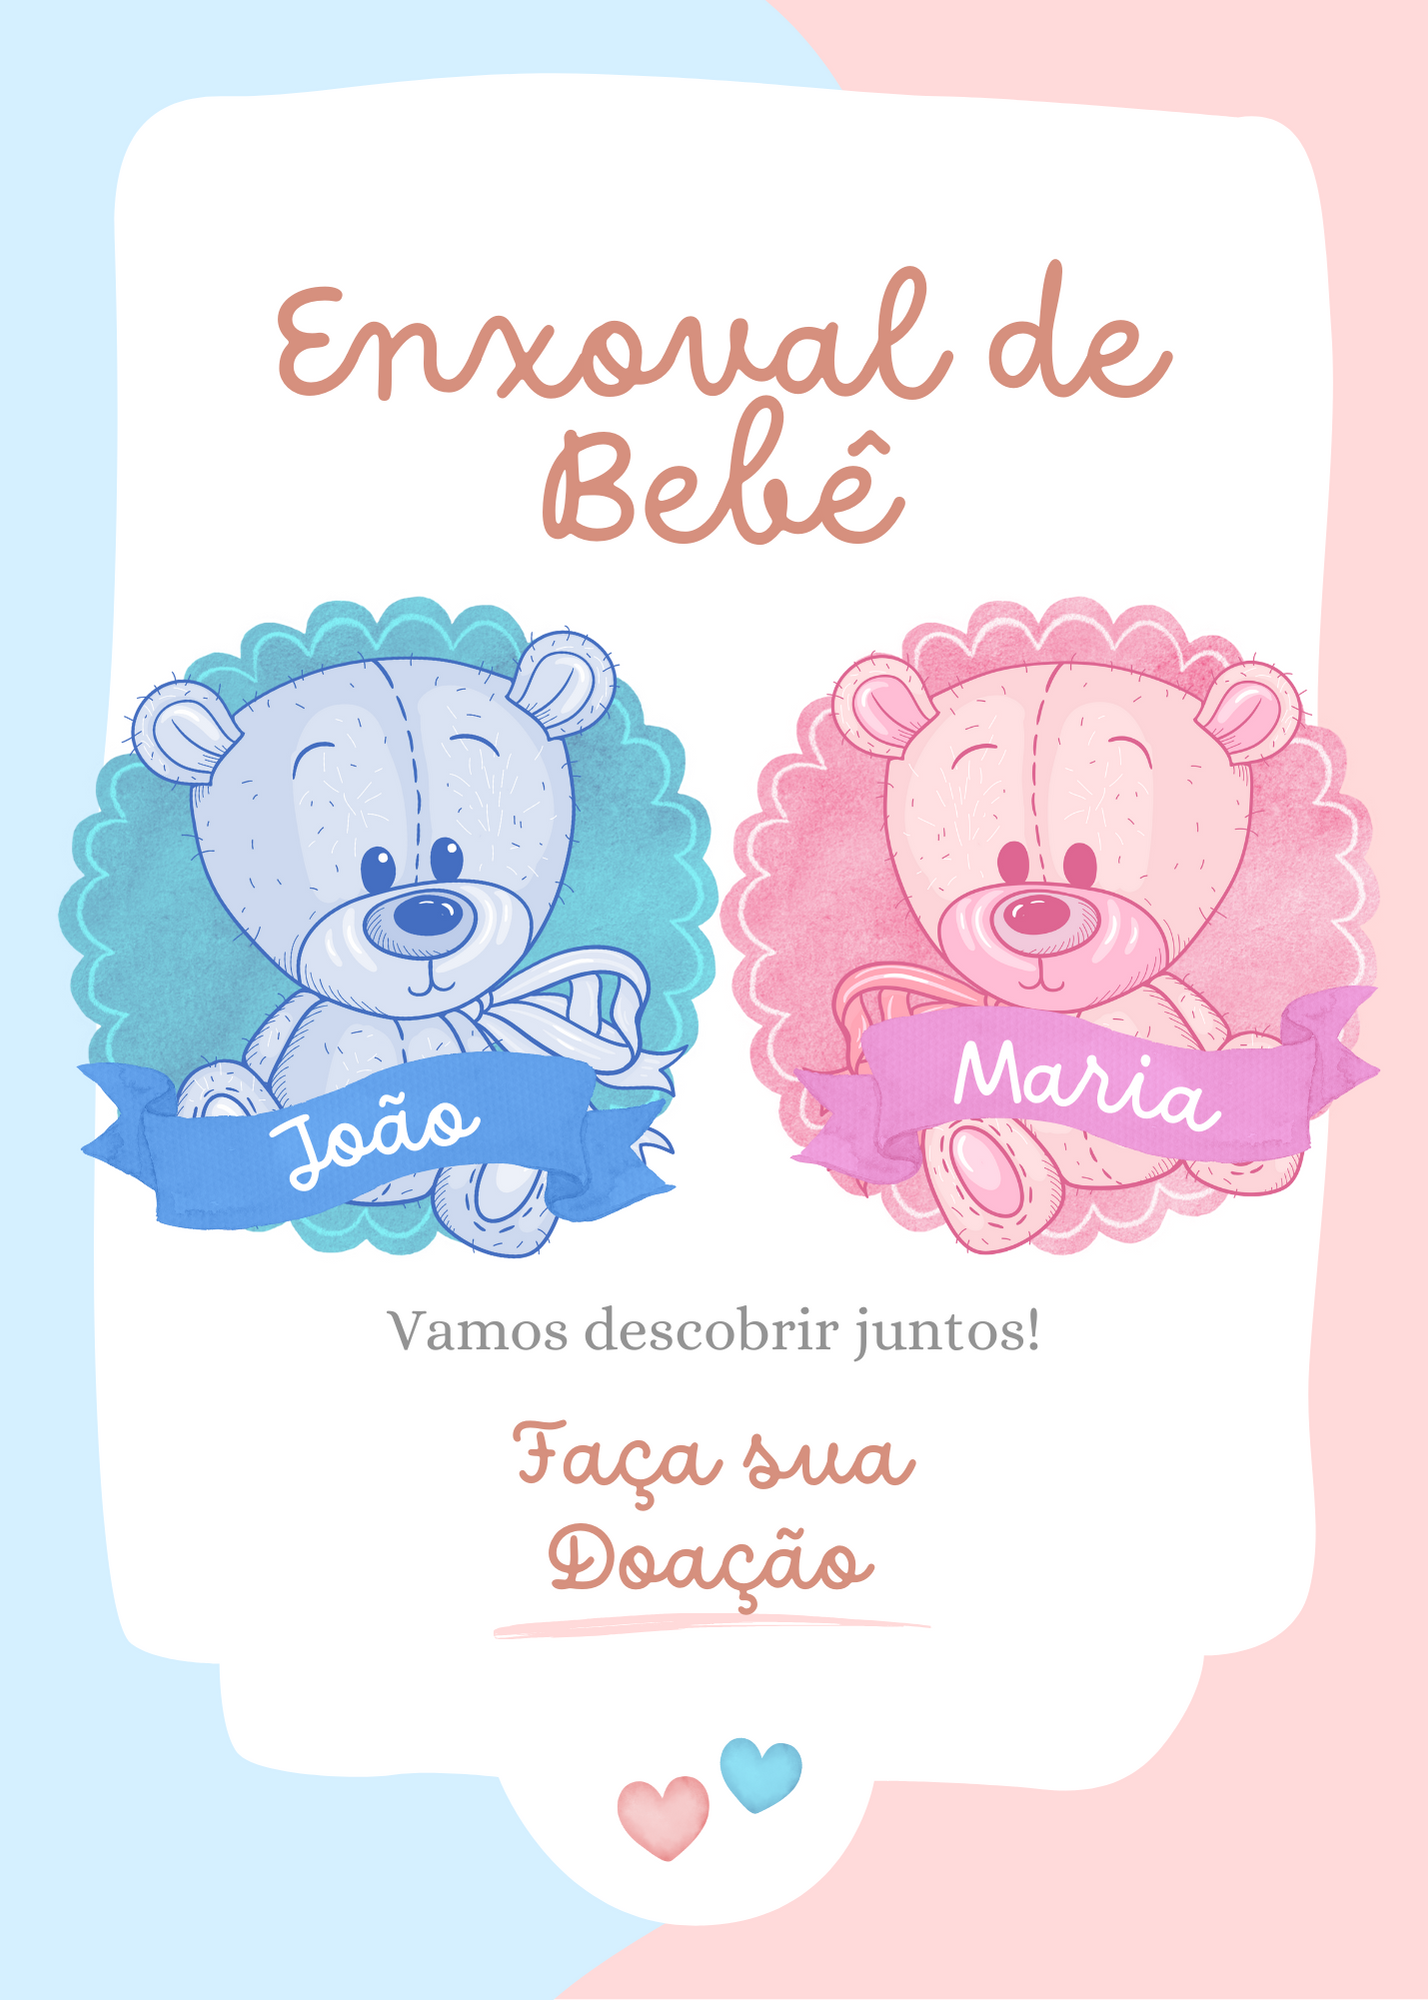 Enxoval de
Bebê
João
Maria
Vamos descobrir juntos!
Faça sua
Doação